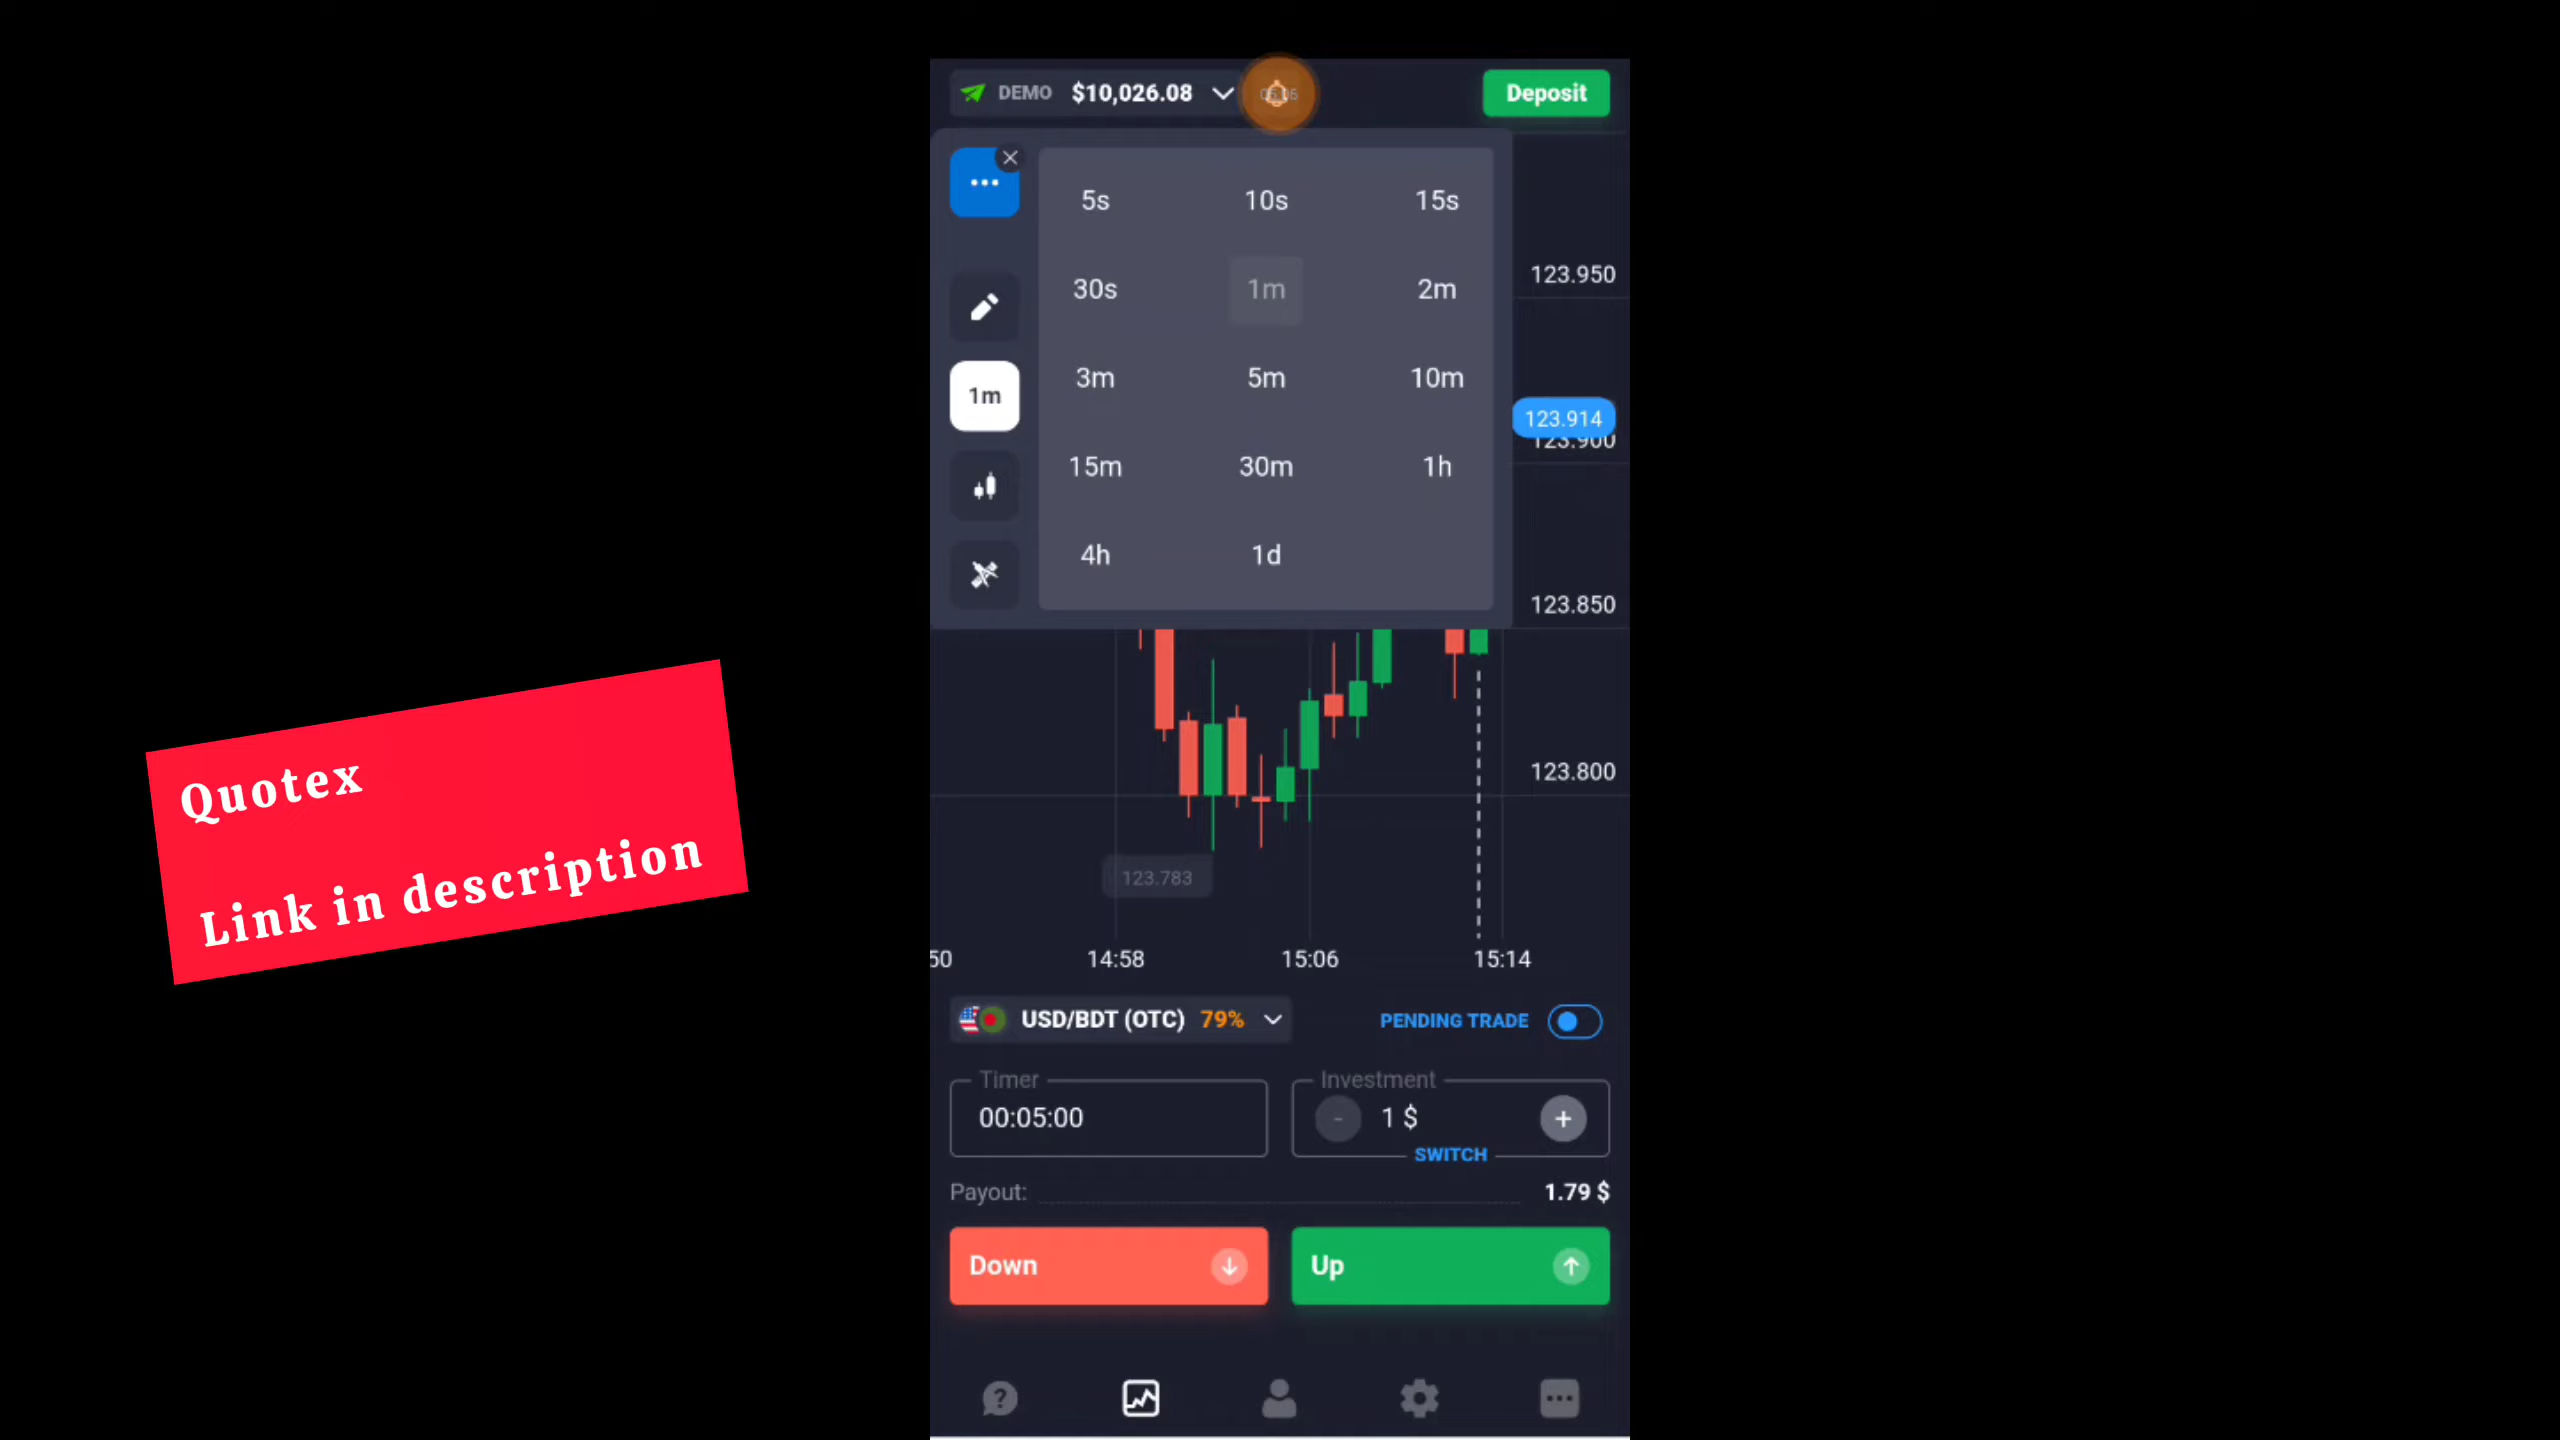 DEMO $10,026.08
Deposit
5s 10s 15s
30s 1m 2m
3m 5m 10m
15m 30m 1h
4h 1d
1m
123.950
123.914
123.900
123.850
123.800
123.783
50 14:58 15:06 15:14
USD/BDT (OTC) 79%
PENDING TRADE
Timer
00:05:00
Investment
- 1 $ +
SWITCH
Payout: 1.79 $
Down
Up
Quotex
Link in description